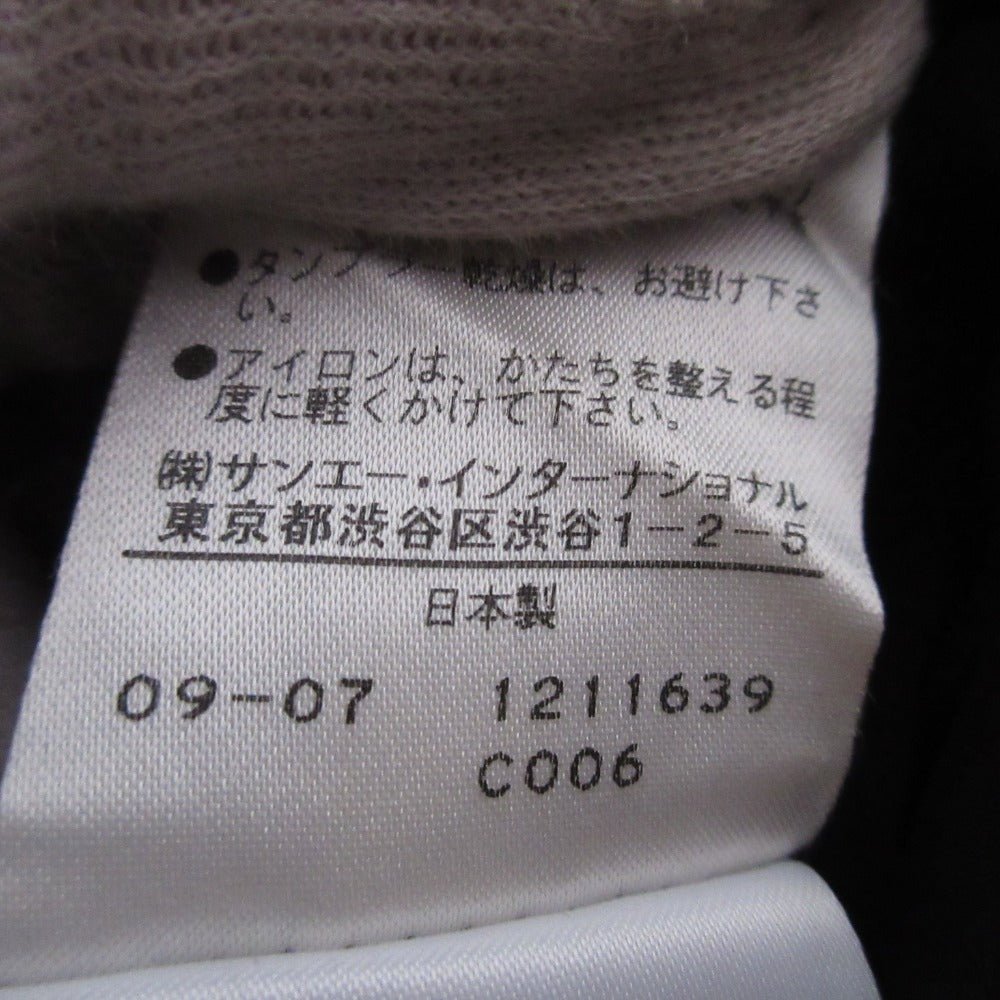 ●タンブラー乾燥は、お避け下さ
い。
●アイロンは、かたちを整える程
度に軽くかけて下さい。
㈱サンエー・インターナショナル
東京都渋谷区渋谷1-2-5
日本製
09-07 1211639
C006